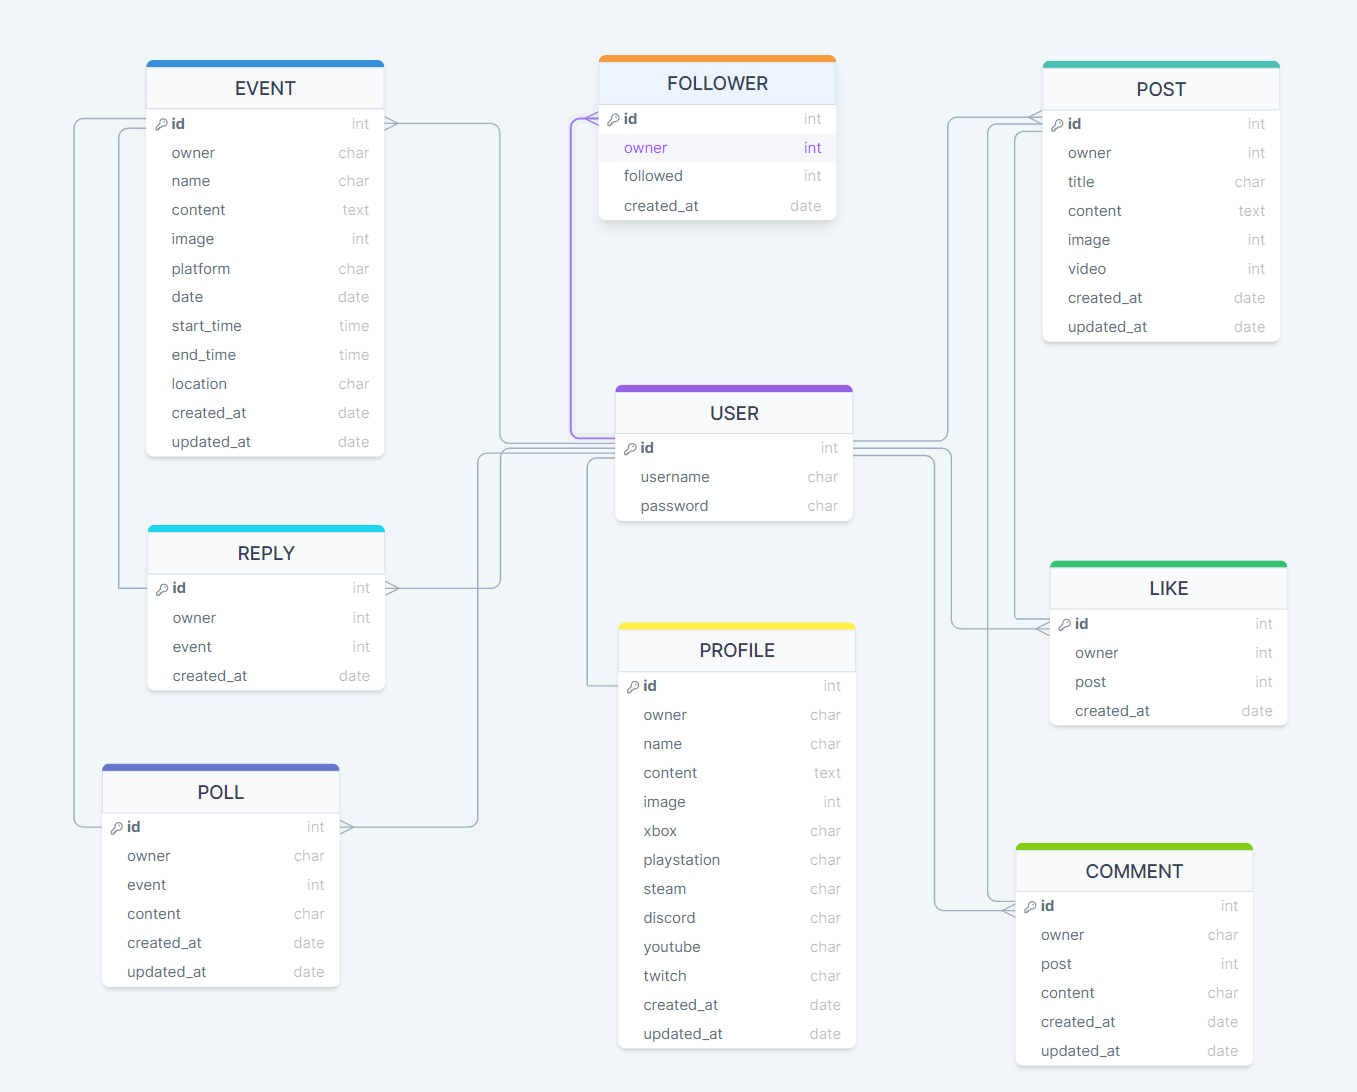 EVENT
id int
owner char
name char
content text
image int
platform char
date date
start_time time
end_time time
location char
created_at date
updated_at date
FOLLOWER
id int
owner int
followed int
created_at date
POST
id int
owner int
title char
content text
image int
video int
created_at date
updated_at date
USER
id int
username char
password char
REPLY
id int
owner int
event int
created_at date
PROFILE
id int
owner char
name char
content text
image int
xbox char
playstation char
steam char
discord char
youtube char
twitch char
created_at date
updated_at date
LIKE
id int
owner int
post int
created_at date
POLL
id int
owner char
event int
content char
created_at date
updated_at date
COMMENT
id int
owner char
post int
content char
created_at date
updated_at date